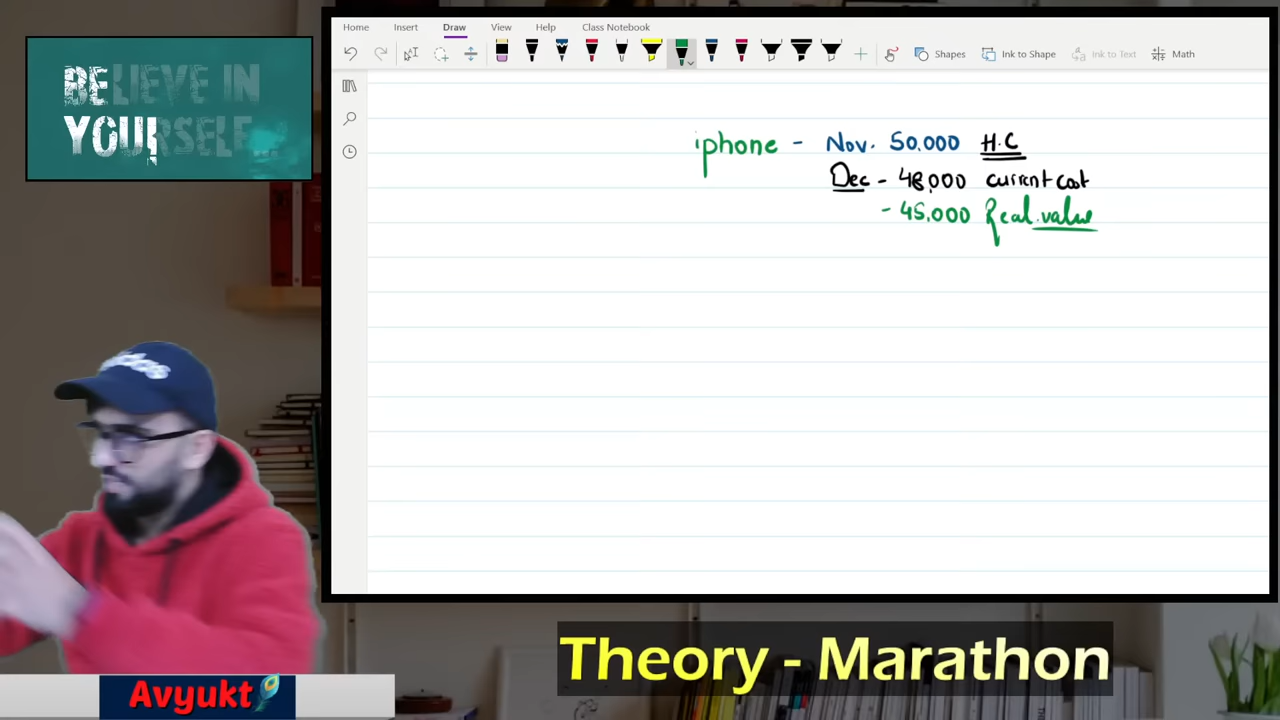 BELIEVE IN
YOURSELF...
Home Insert Draw View Help Class Notebook
Shapes Ink to Shape Ink to Text Math
iphone - Nov. 50,000 H.C
Dec - 48,000 current cost
- 45,000 Real. value
Theory - Marathon
Avyukt